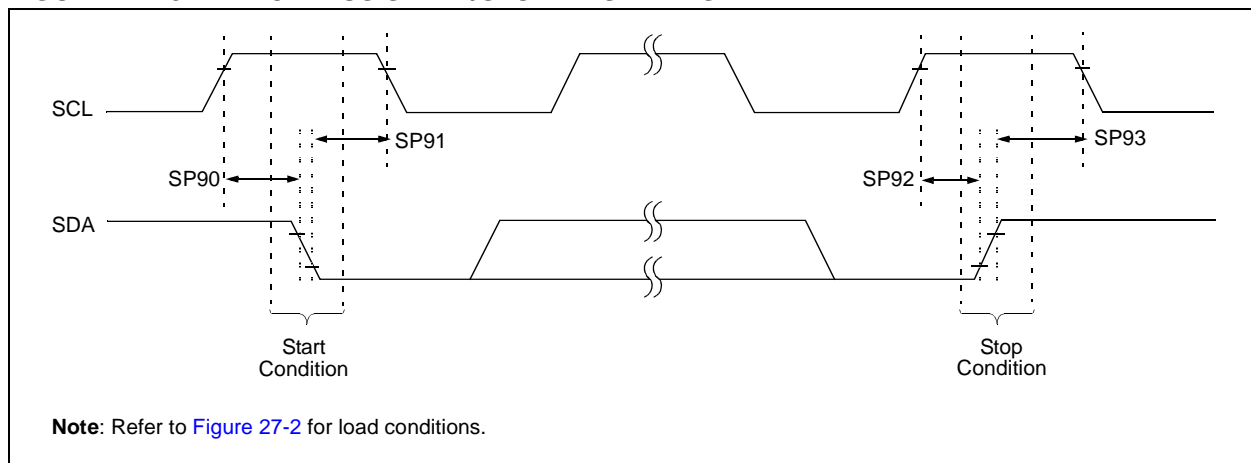 SCL
SP91
SP93
SP90
SP92
SDA
Start
Condition
Stop
Condition
Note: Refer to Figure 27-2 for load conditions.